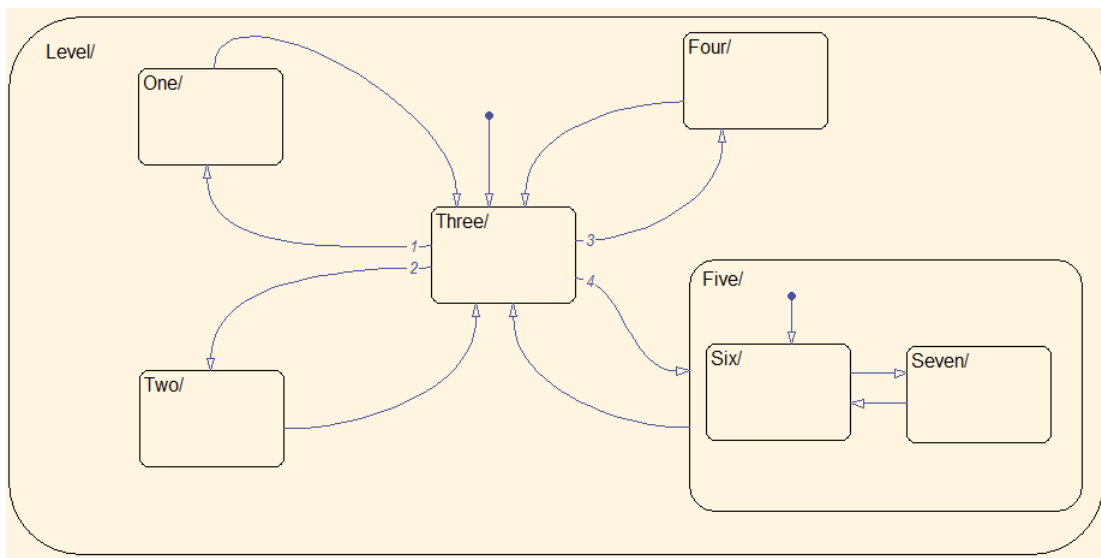 Level/
One/
Four/
Three/
1
2
3
4
Five/
Six/
Seven/
Two/